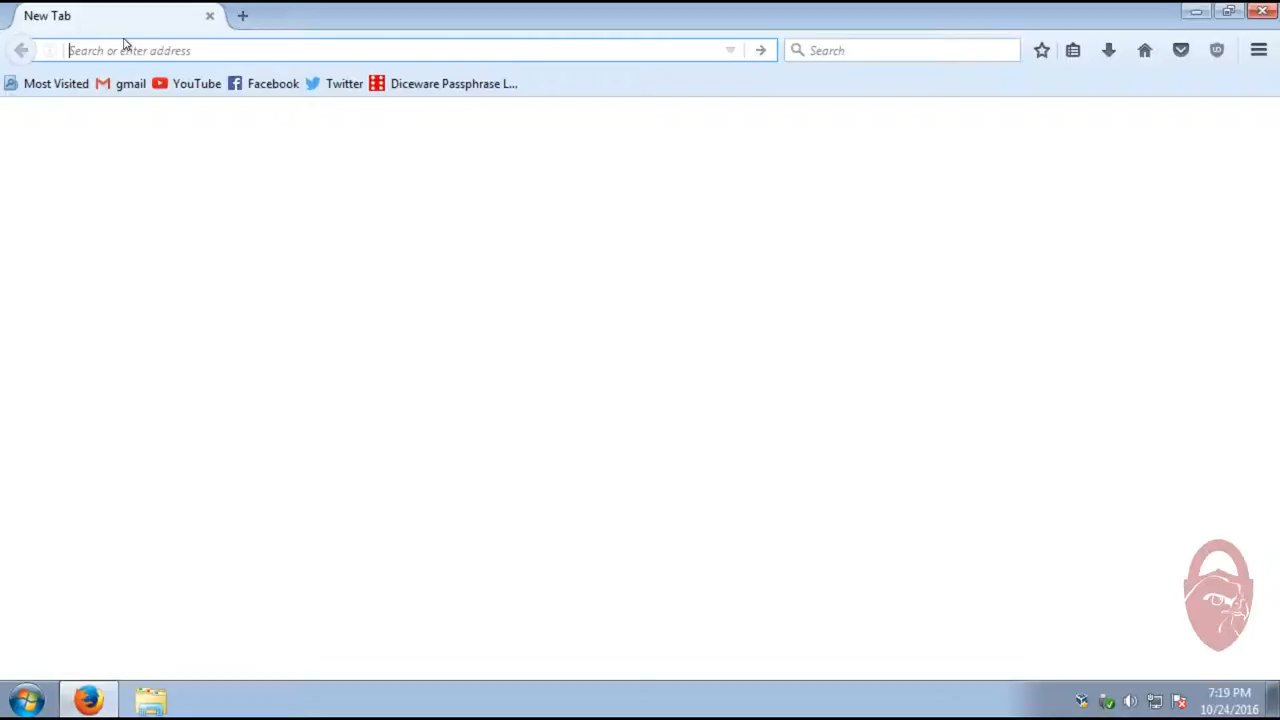 New Tab
Search or enter address
Search
Most Visited gmail YouTube Facebook Twitter Diceware Passphrase L...
7:19 PM
10/24/2016